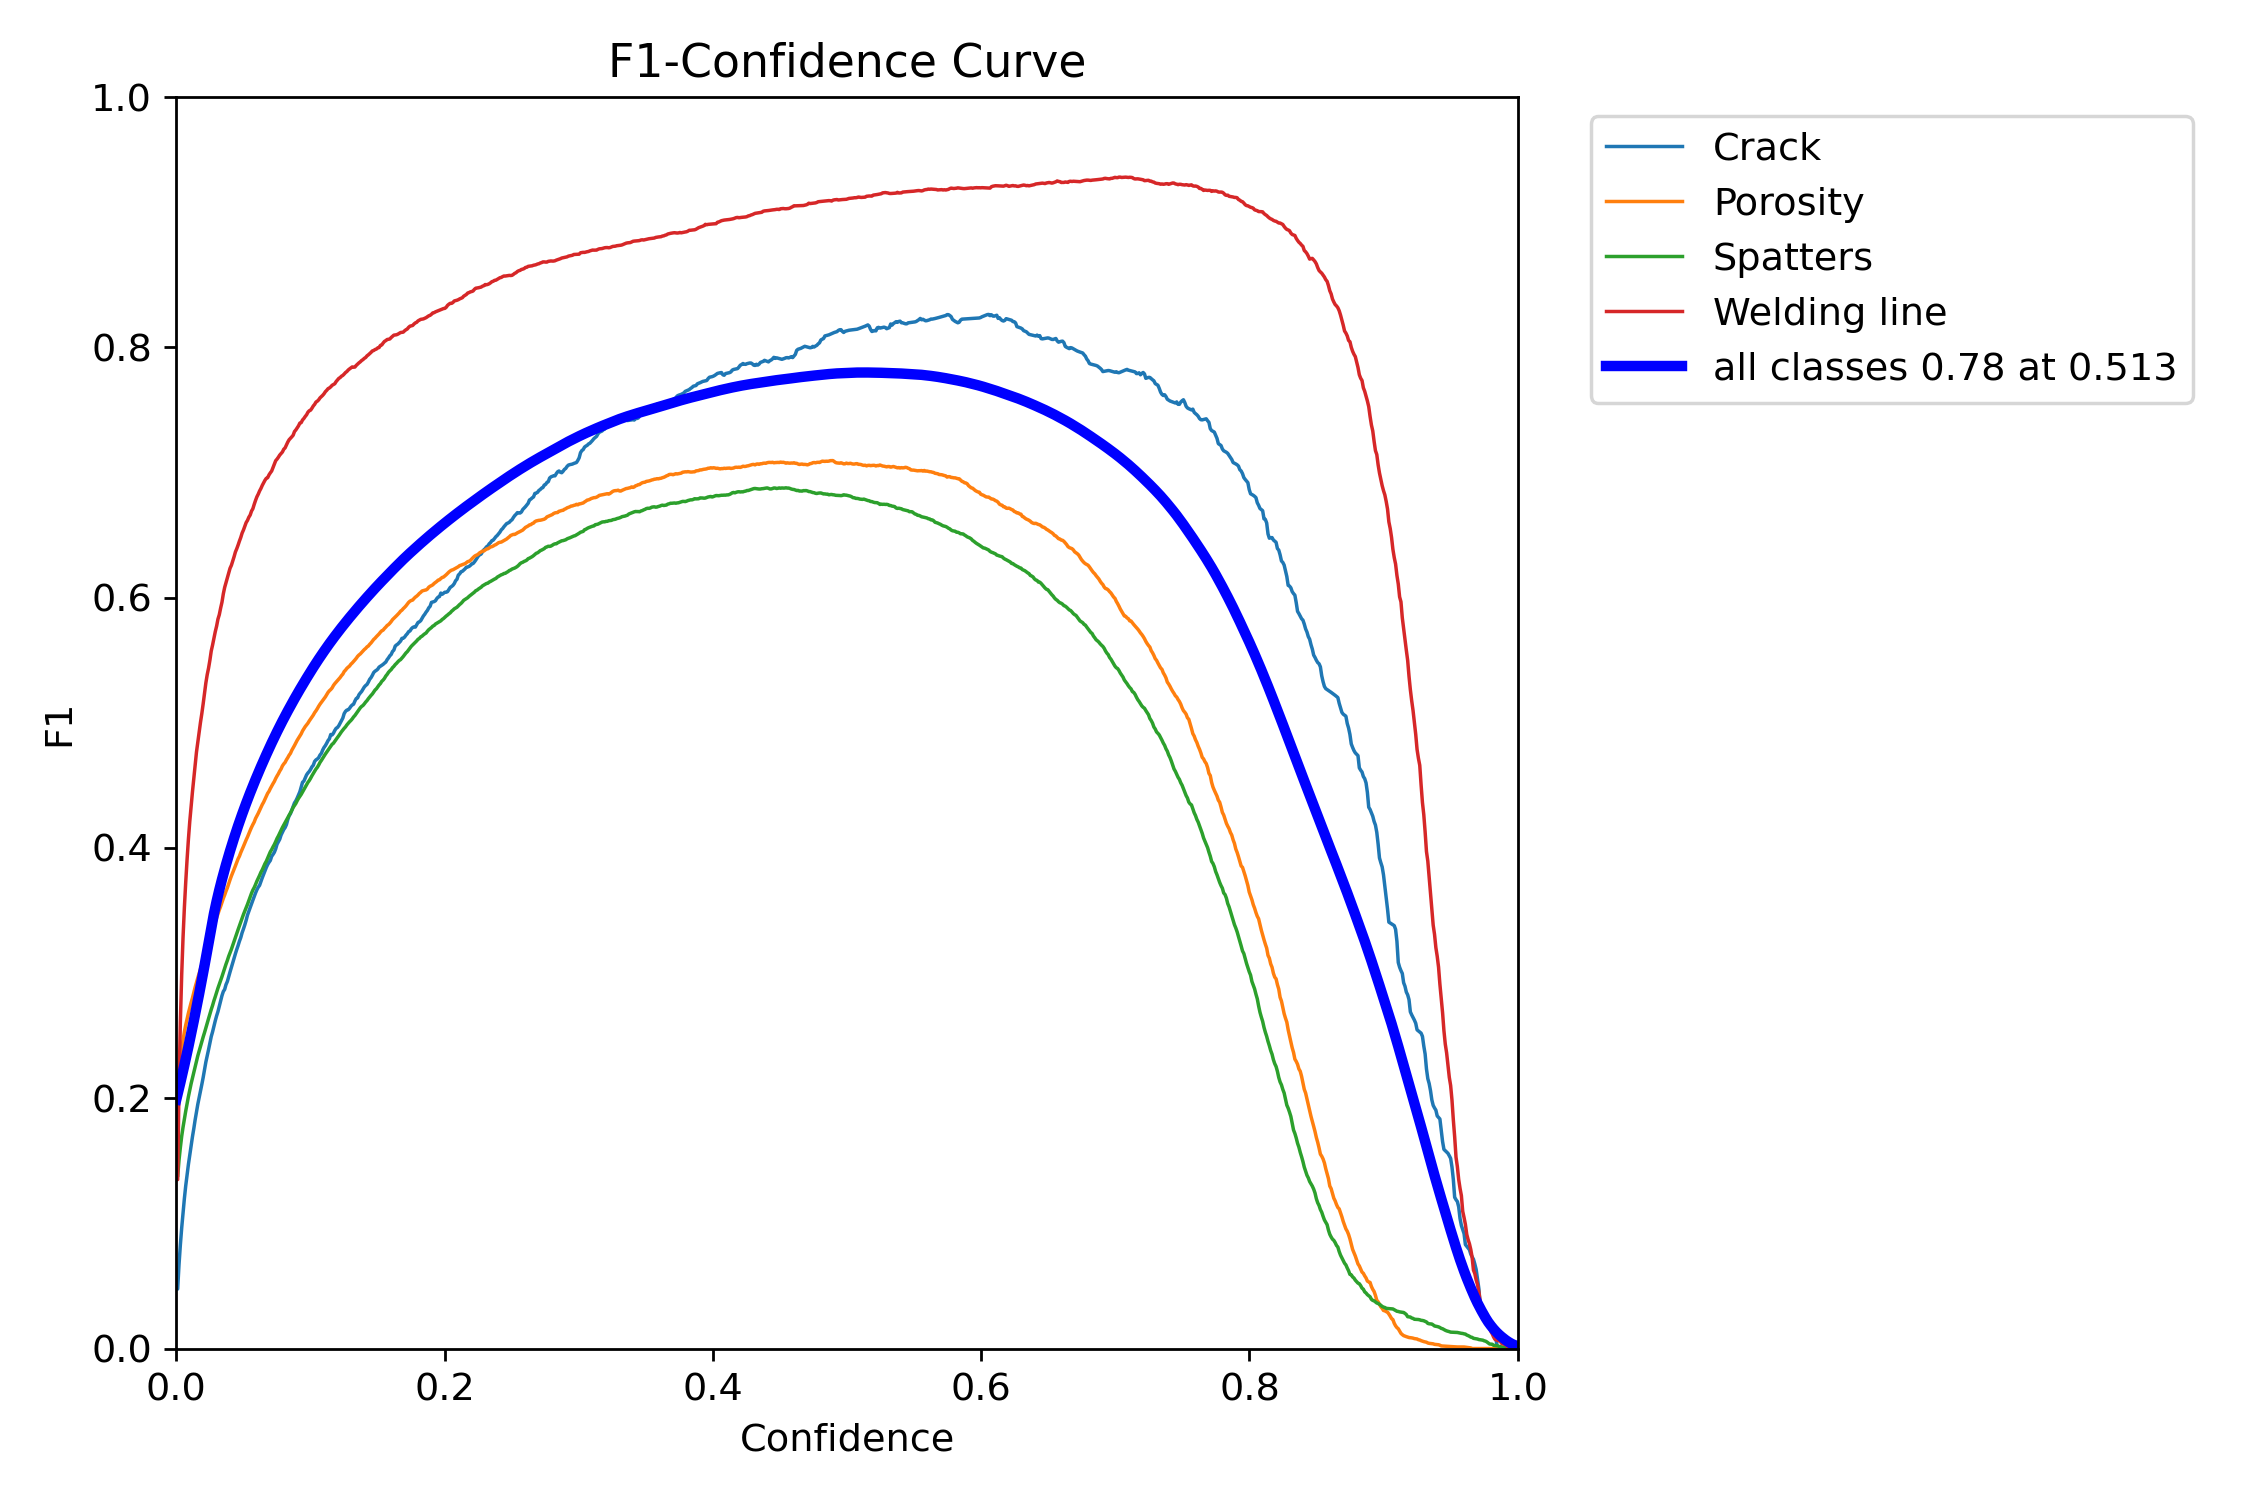 F1-Confidence Curve
1.0
0.8
0.6
0.4
0.2
0.0
F1
0.0 0.2 0.4 0.6 0.8 1.0
Confidence
Crack
Porosity
Spatters
Welding line
all classes 0.78 at 0.513